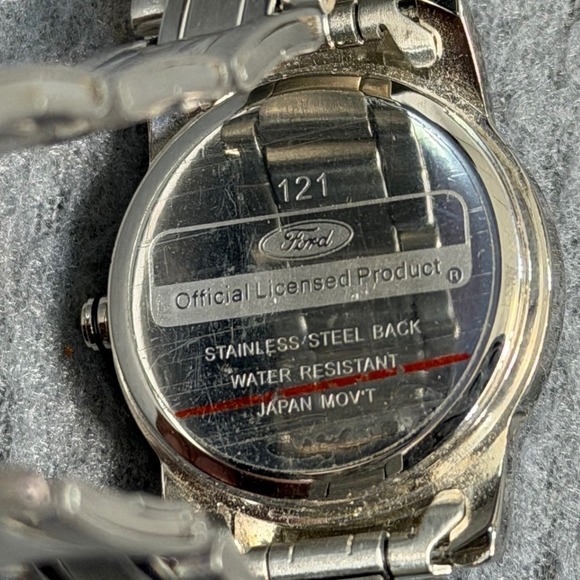 121
Ford
Official Licensed Product ®
STAINLESS STEEL BACK
WATER RESISTANT
JAPAN MOV'T